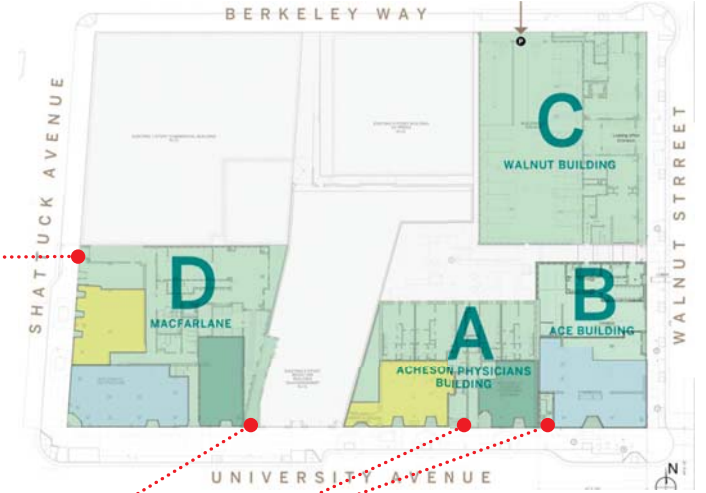 BERKELEY WAY
P
SHATTUCK AVENUE
C
WALNUT BUILDING
WALNUT STREET
D
MACFARLANE
B
ACE BUILDING
A
ACHESON PHYSICIANS
BUILDING
UNIVERSITY AVENUE
N